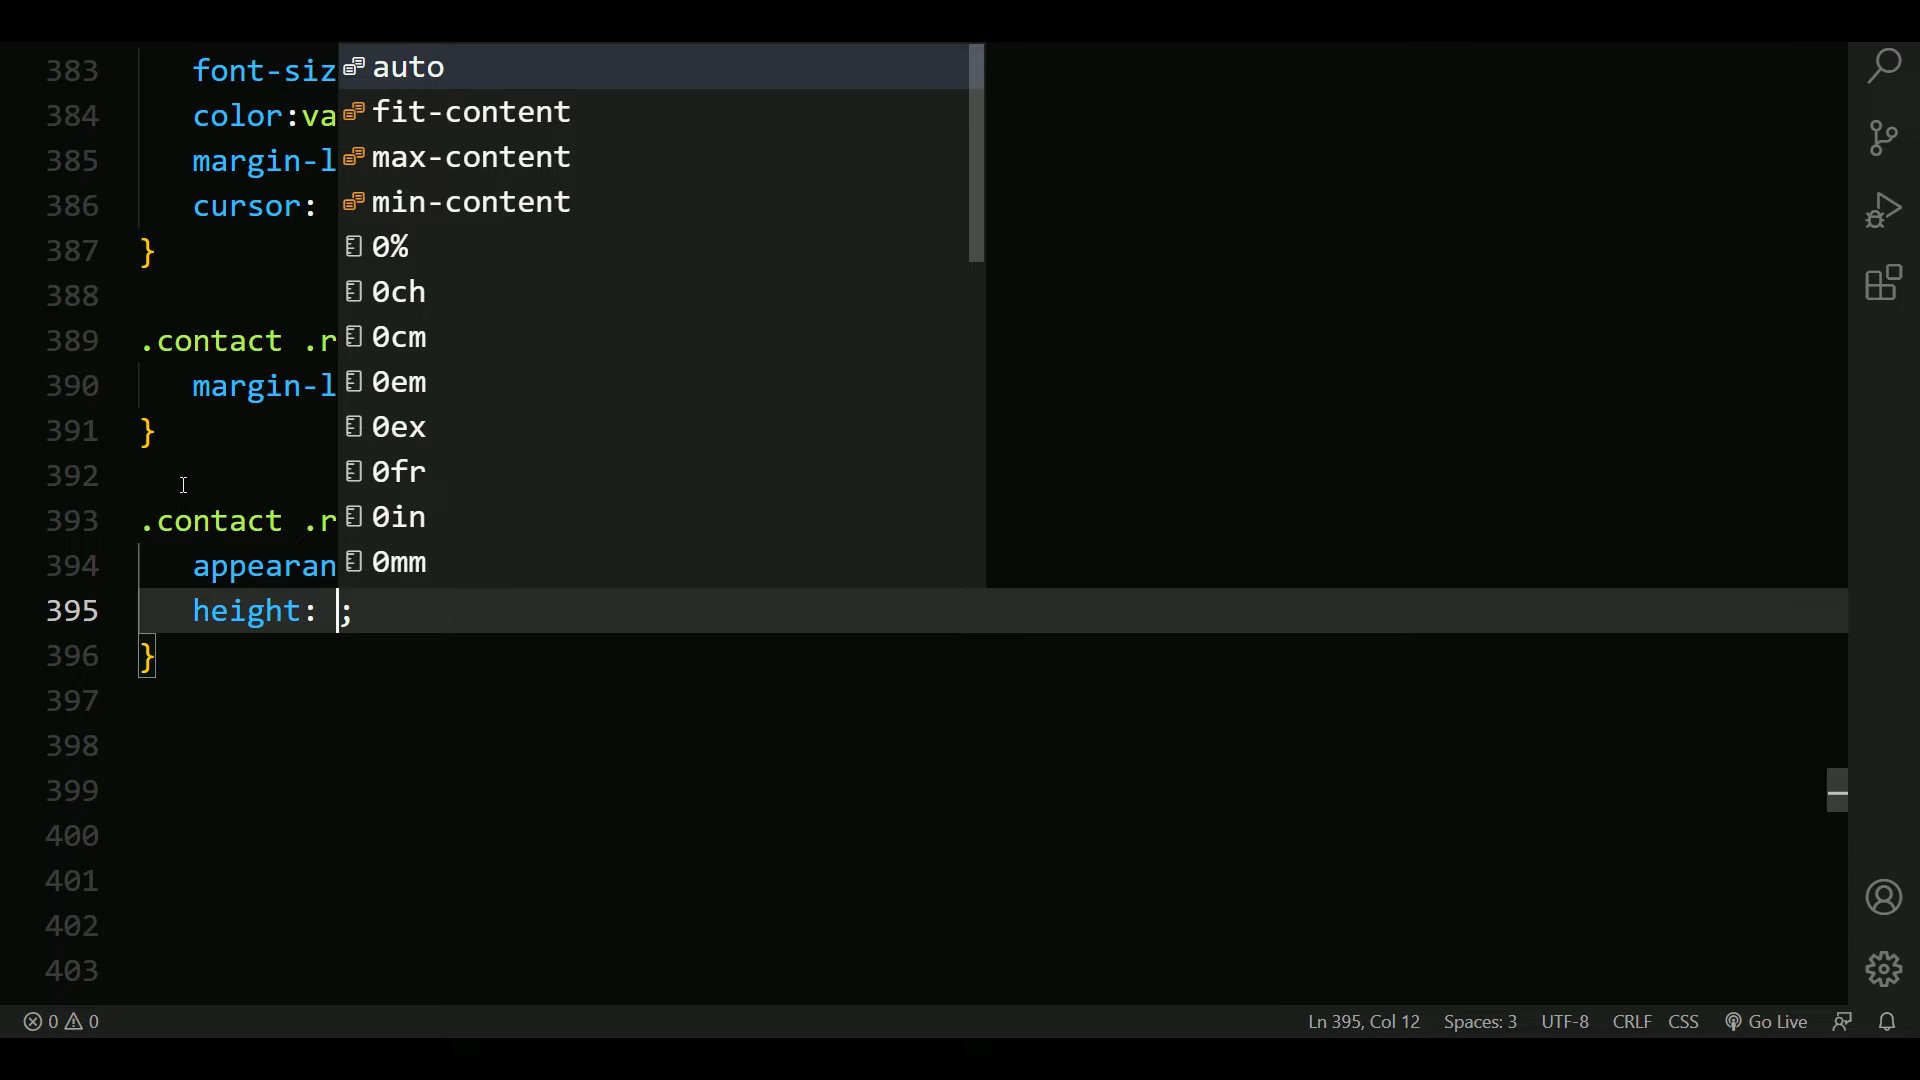 383 font-siz
384 color:va
385 margin-l
386 cursor:
387 }
388
389 .contact .r
390 margin-l
391 }
392
393 .contact .r
394 appearan
395 height: ;
396 }
397
398
399
400
401
402
403
auto
fit-content
max-content
min-content
0%
0ch
0cm
0em
0ex
0fr
0in
0mm
0 0 Ln 395, Col 12 Spaces: 3 UTF-8 CRLF CSS Go Live